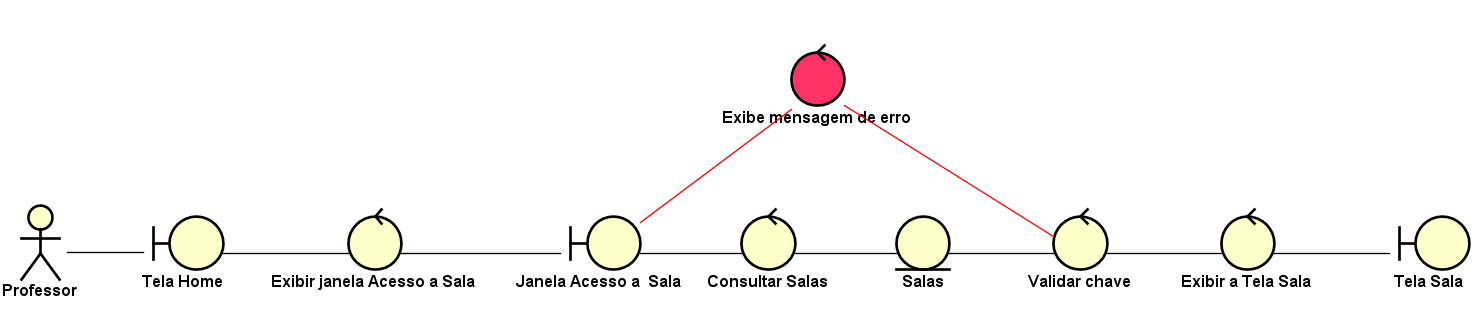 Exibe mensagem de erro
Professor
Tela Home
Exibir janela Acesso a Sala
Janela Acesso a  Sala
Consultar Salas
Salas
Validar chave
Exibir a Tela Sala
Tela Sala